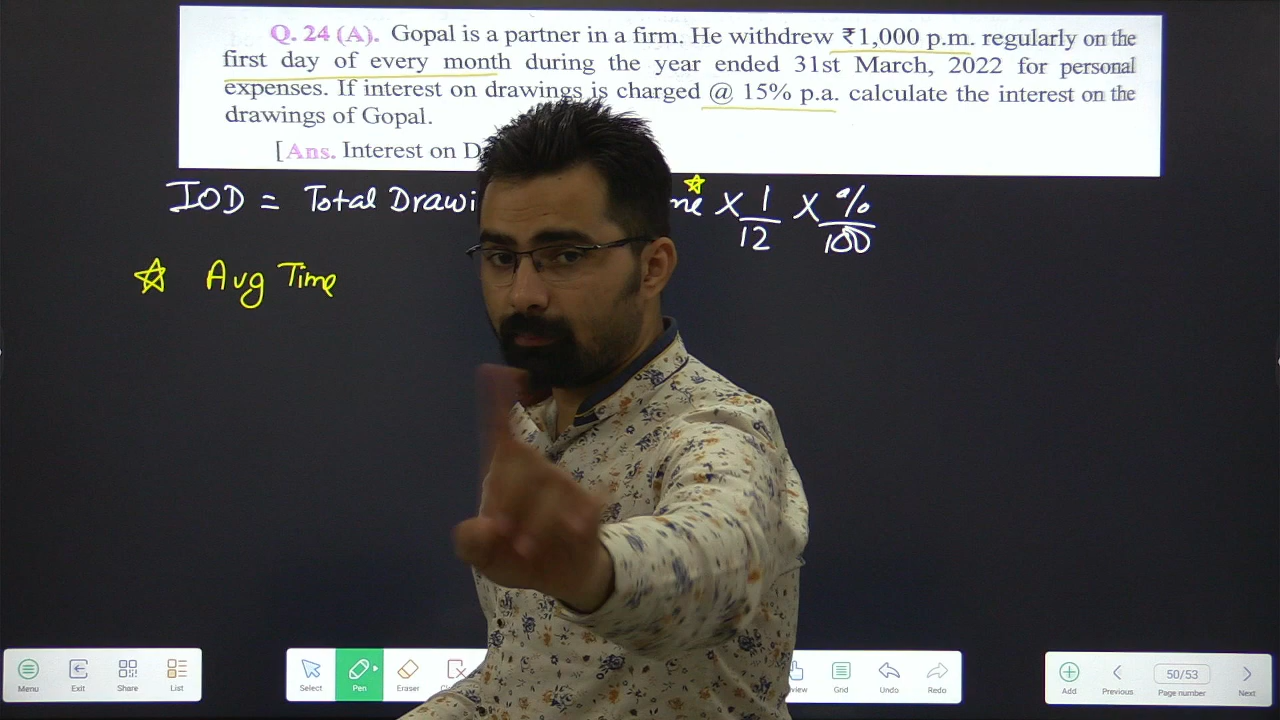 Q. 24 (A). Gopal is a partner in a firm. He withdrew ₹1,000 p.m. regularly on the
first day of every month during the year ended 31st March, 2022 for personal
expenses. If interest on drawings is charged @ 15% p.a. calculate the interest on the
drawings of Gopal.
[Ans. Interest on D
IOD = Total Drawi ne ☆ × 1/12 × %/100
☆ Avg Time
Menu Exit Share List Select Pen Eraser Grid Undo Redo Add Previous 50/53 Page number Next